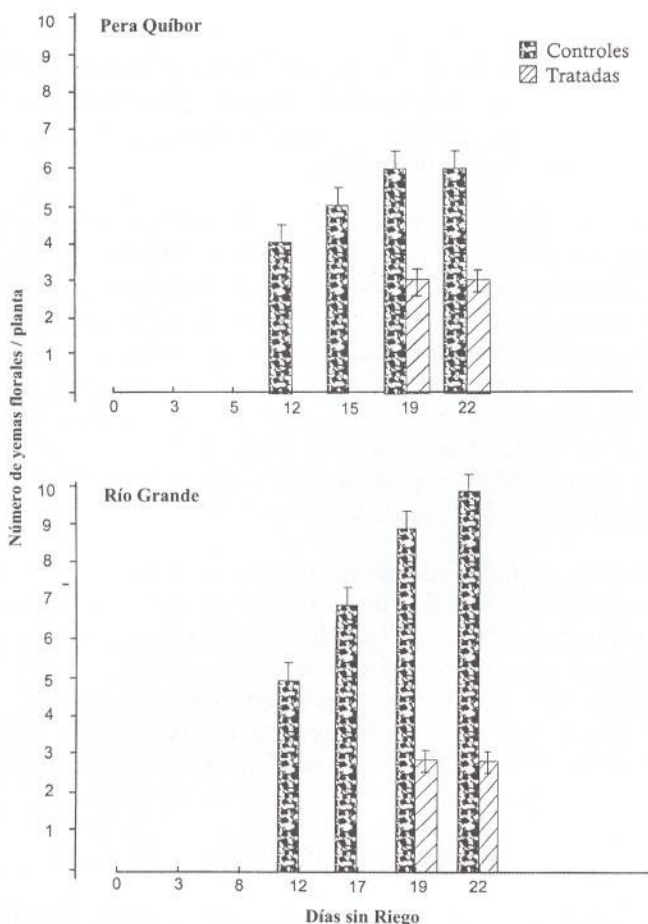 Pera Quíbor
Controles
Tratadas
10
9
8
7
6
5
4
3
2
1
0 3 5 12 15 19 22
Número de yemas florales / planta
Río Grande
10
9
7
6
5
4
3
2
1
0 3 8 12 17 19 22
Días sin Riego